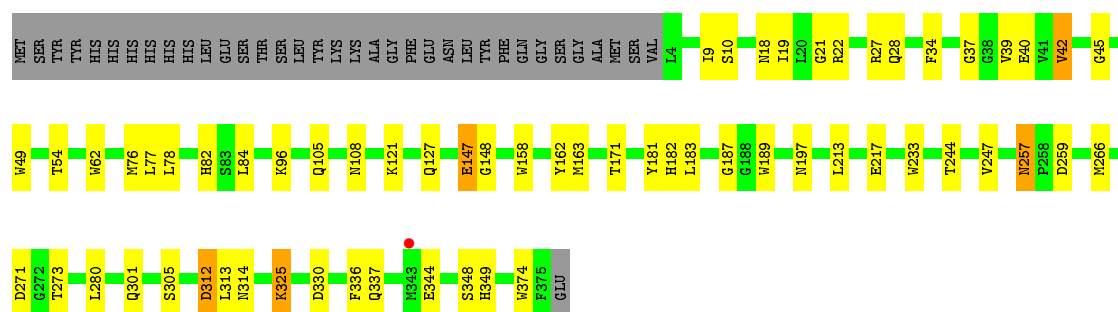 MET SER TYR TYR HIS HIS HIS HIS HIS HIS LEU GLU SER THR SER LEU TYR LYS LYS ALA GLY PHE GLU ASN LEU TYR PHE GLN GLY SER GLY ALA MET SER VAL L4 I9 S10 N18 I19 L20 G21 R22 R27 Q28 F34 G37 G38 V39 E40 V41 V42 G45
W49 T54 W62 M76 L77 L78 H82 S83 L84 K96 Q105 N108 K121 Q127 E147 G148 W158 Y162 M163 T171 Y181 H182 L183 G187 G188 W189 N197 L213 E217 W233 T244 V247 N257 P258 D259 M266
D271 G272 T273 L280 Q301 S305 D312 L313 N314 K325 D330 F336 Q337 M343 E344 S348 H349 W374 F375 GLU